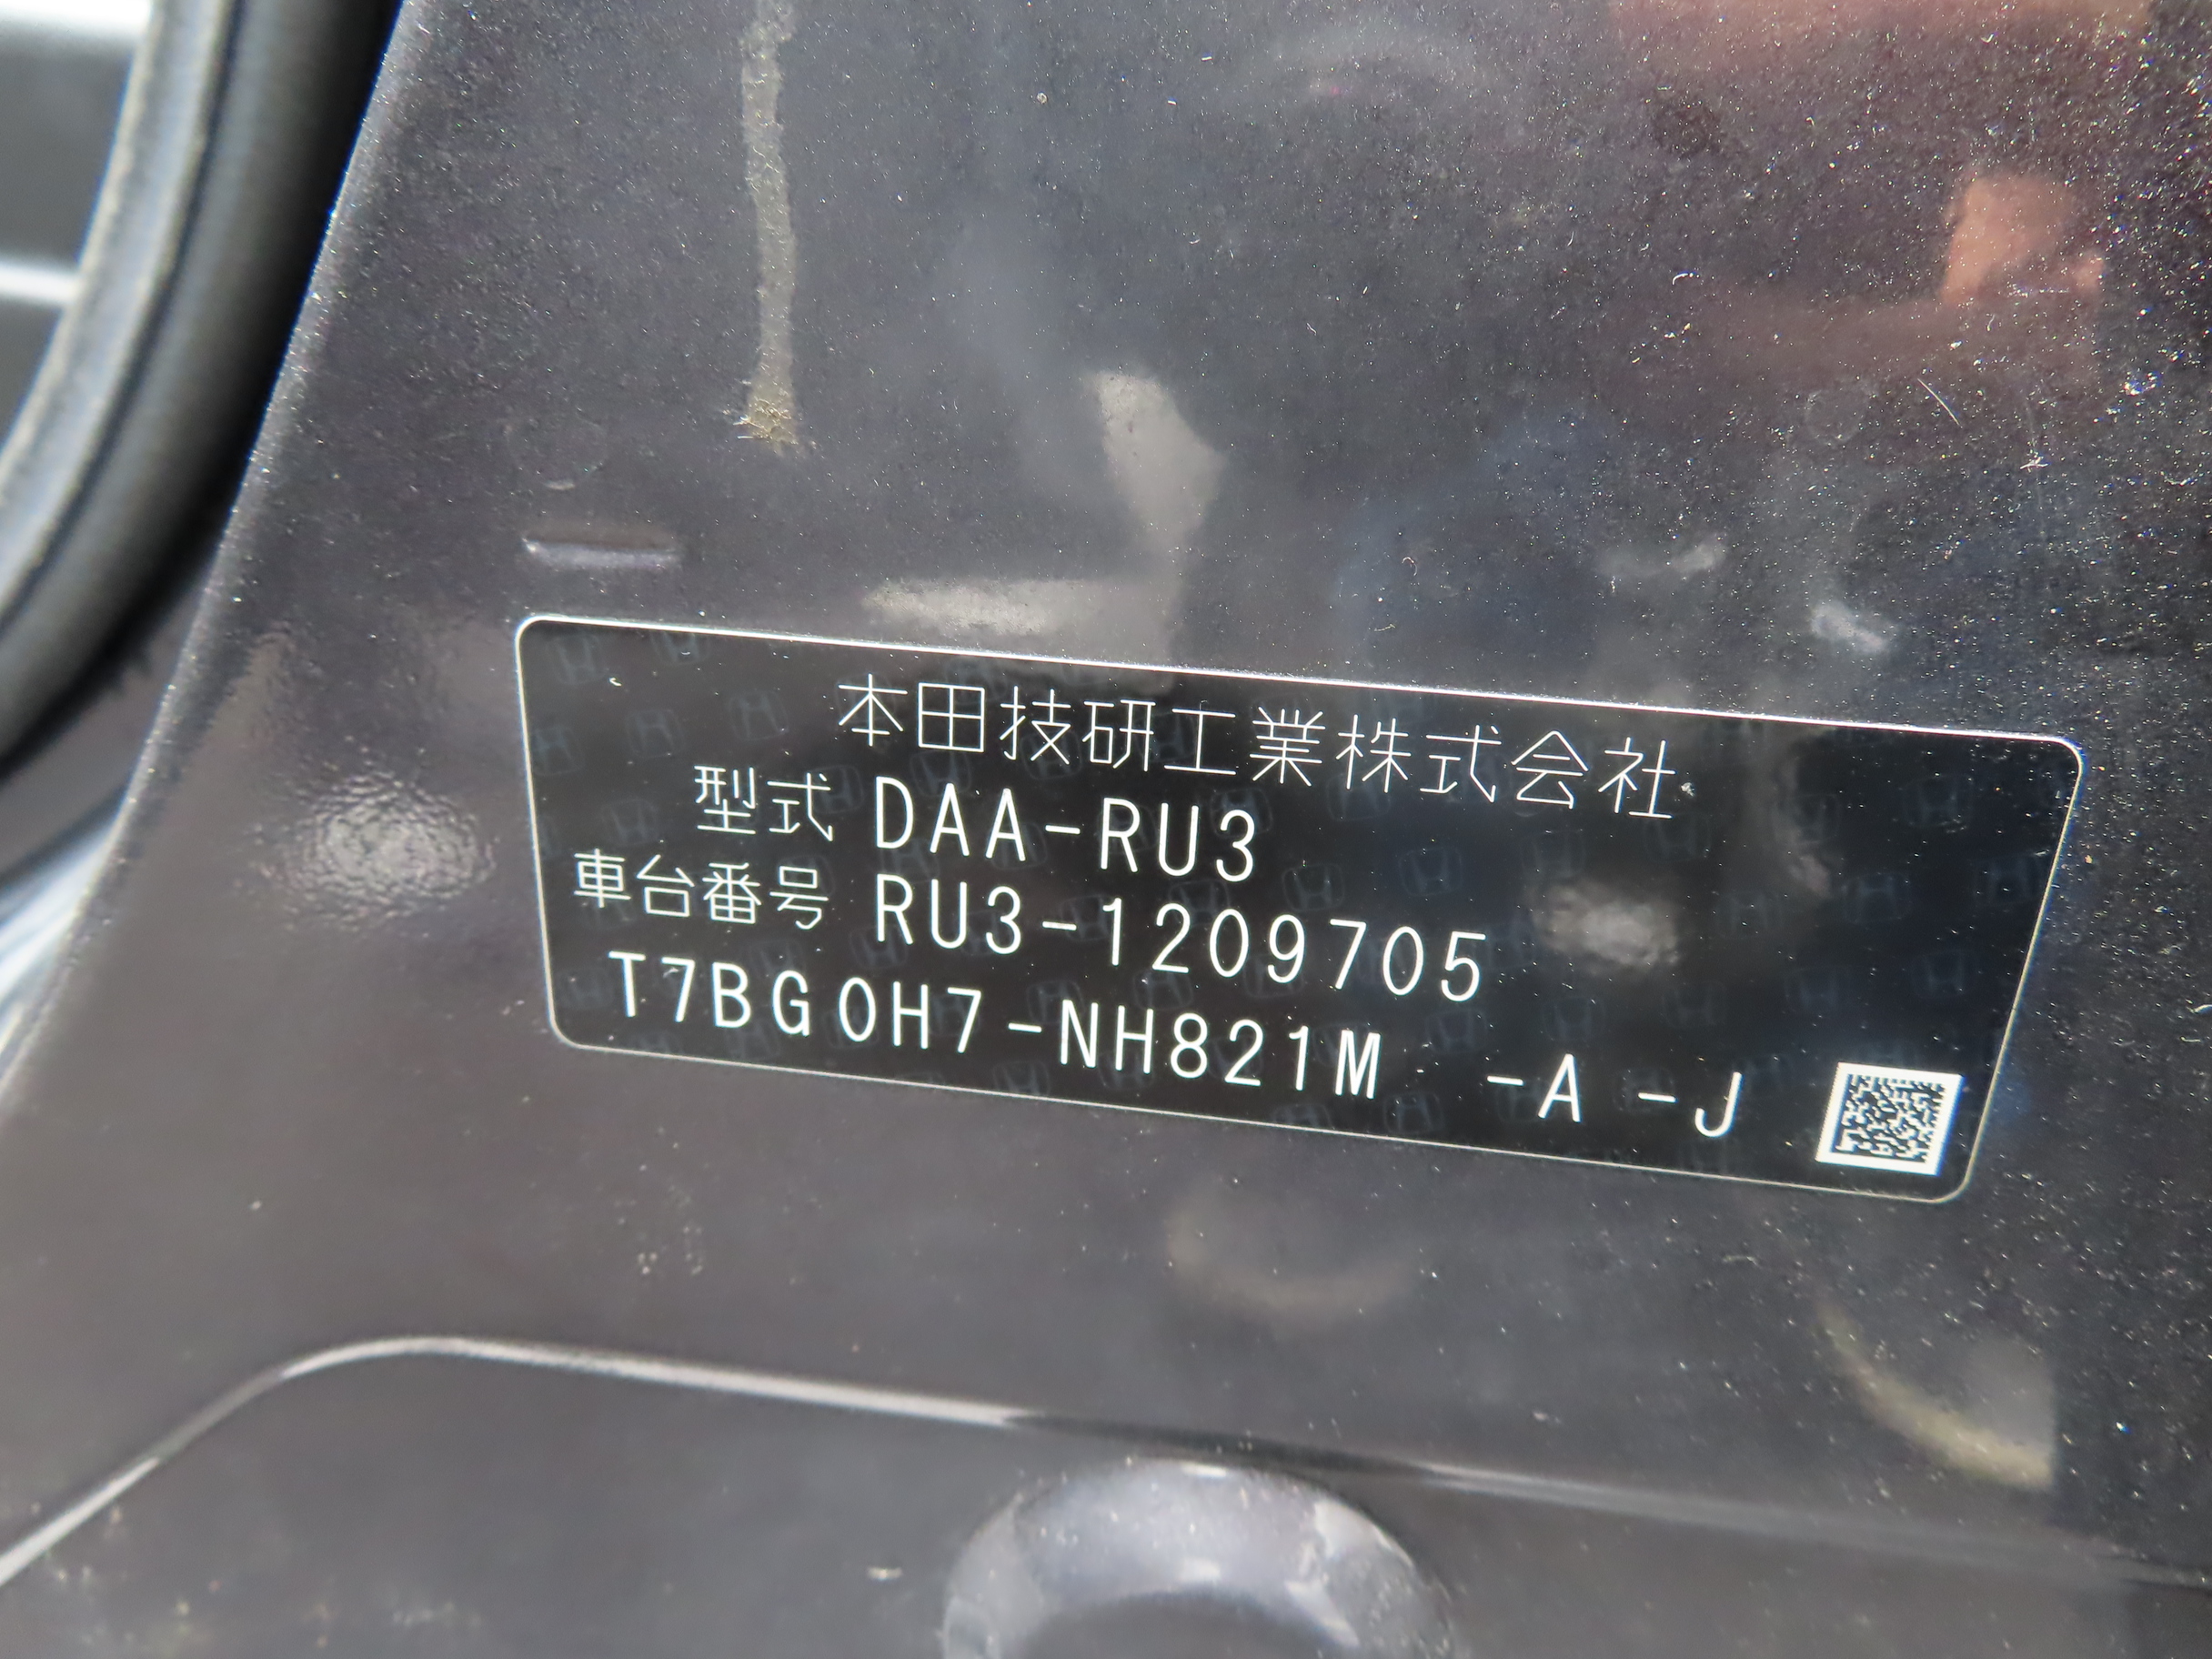 本田技研工業株式会社
型式 DAA-RU3
車台番号 RU3-1209705
T7BG0H7-NH821M -A -J